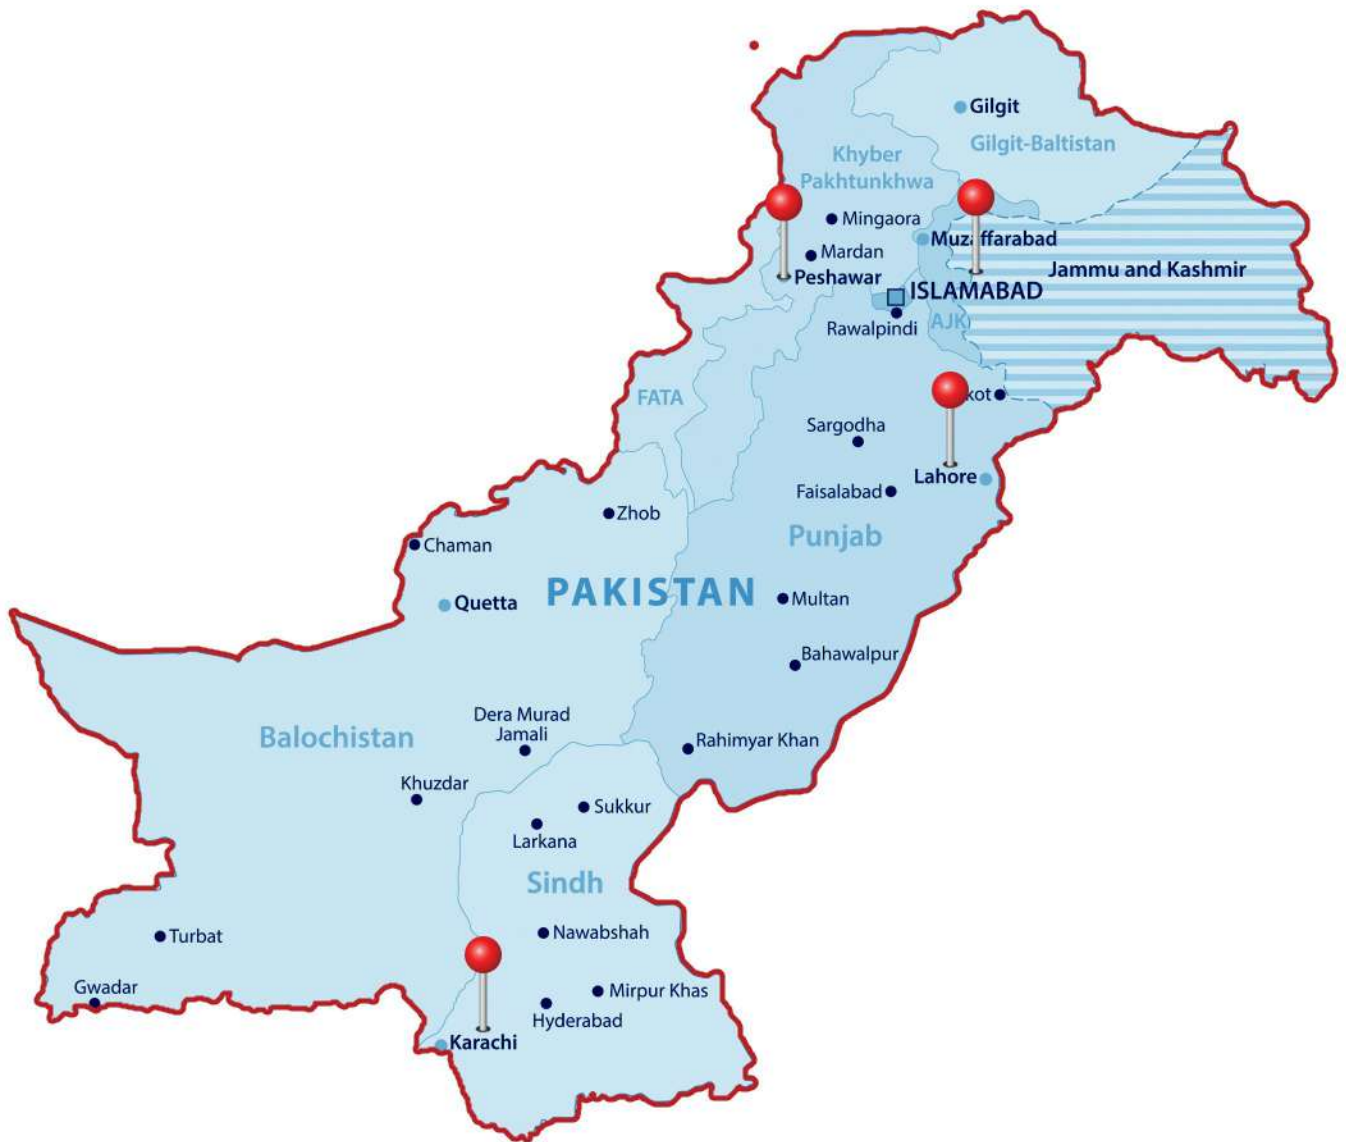 Gilgit
Gilgit-Baltistan
Khyber
Pakhtunkhwa
Mingaora
Muzaffarabad
Mardan
Jammu and Kashmir
Peshawar
ISLAMABAD
AJK
Rawalpindi
FATA
kot
Sargodha
Lahore
Faisalabad
Zhob
Punjab
Chaman
PAKISTAN
Quetta
Multan
Bahawalpur
Dera Murad
Jamali
Balochistan
Rahimyar Khan
Khuzdar
Sukkur
Larkana
Sindh
Nawabshah
Turbat
Gwadar
Mirpur Khas
Hyderabad
Karachi